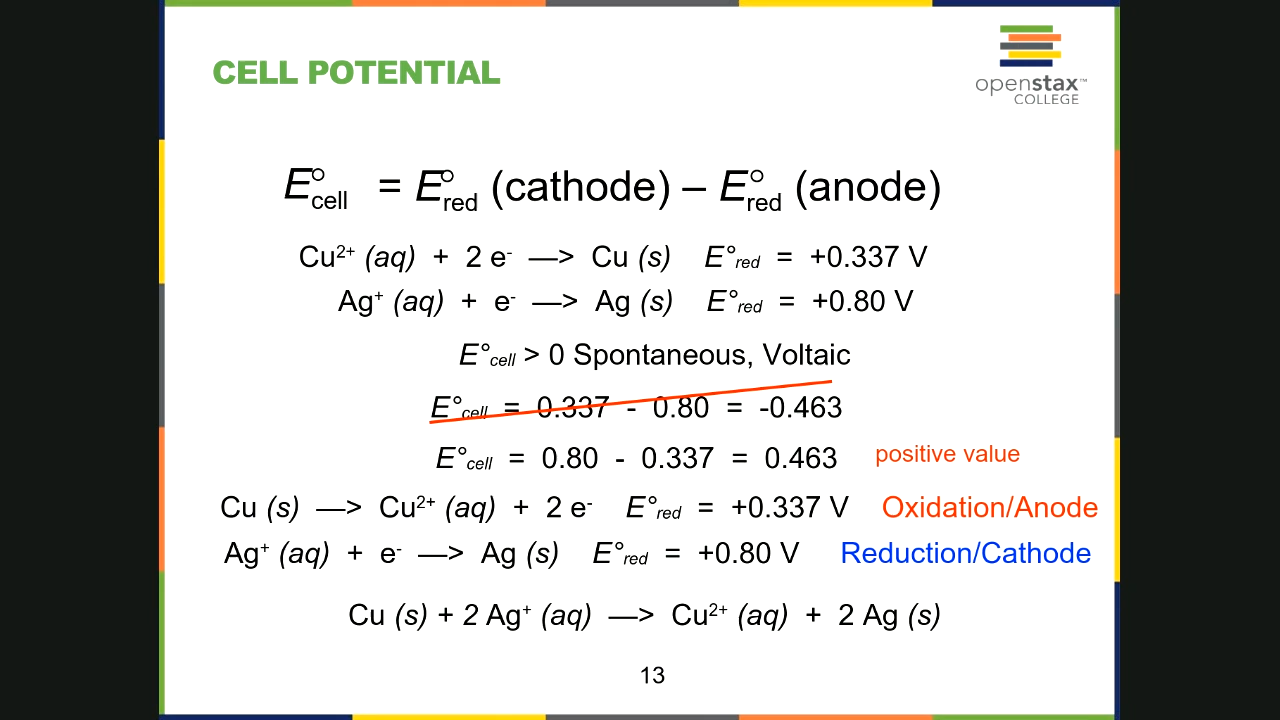 CELL POTENTIAL
openstax™
COLLEGE
E°cell = E°red (cathode) – E°red (anode)
Cu²⁺ (aq) + 2 e⁻ —> Cu (s) E°red = +0.337 V
Ag⁺ (aq) + e⁻ —> Ag (s) E°red = +0.80 V
E°cell > 0 Spontaneous, Voltaic
E°cell = 0.337 - 0.80 = -0.463
E°cell = 0.80 - 0.337 = 0.463 positive value
Cu (s) —> Cu²⁺ (aq) + 2 e⁻ E°red = +0.337 V Oxidation/Anode
Ag⁺ (aq) + e⁻ —> Ag (s) E°red = +0.80 V Reduction/Cathode
Cu (s) + 2 Ag⁺ (aq) —> Cu²⁺ (aq) + 2 Ag (s)
13